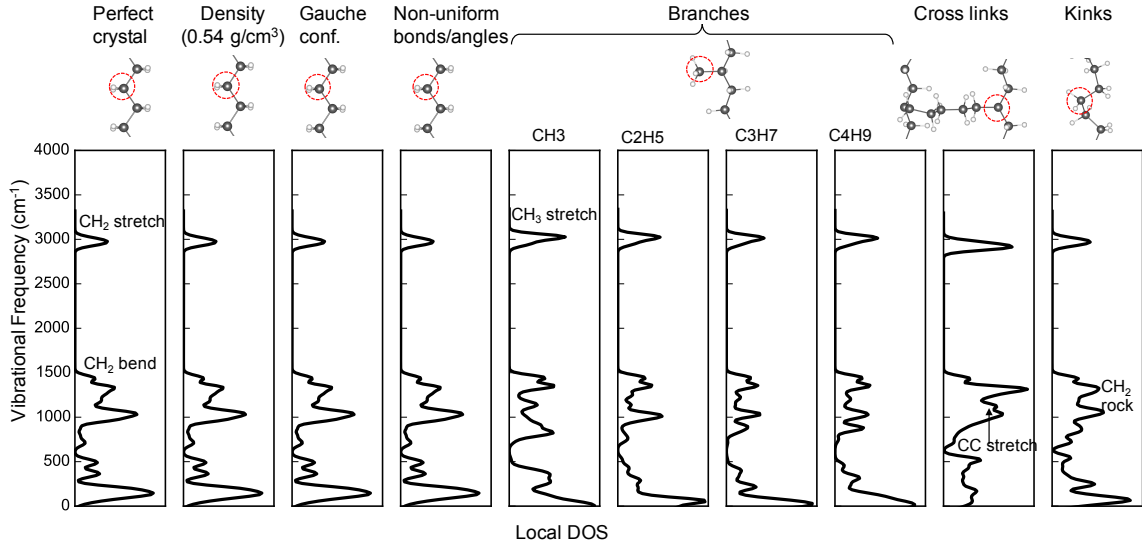 Perfect
crystal
Density
(0.54 g/cm³)
Gauche
conf.
Non-uniform
bonds/angles
Branches
Cross links
Kinks
CH3
C2H5
C3H7
C4H9
Vibrational Frequency (cm⁻¹)
4000
3500
3000
2500
2000
1500
1000
500
0
CH₂ stretch
CH₂ bend
CH₃ stretch
CC stretch
CH₂
rock
Local DOS